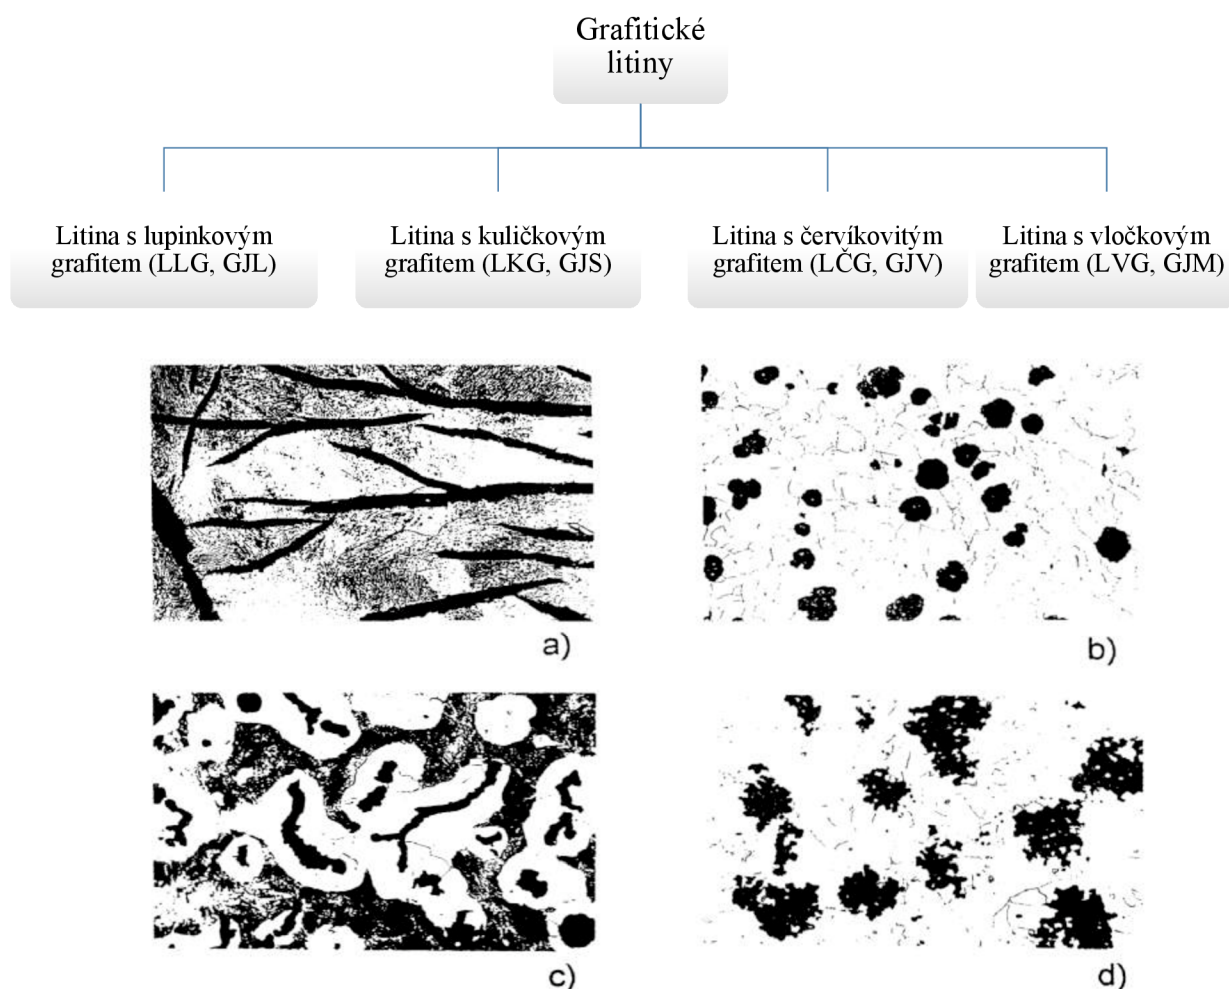 Grafitické
litiny
Litina s lupinkovým
grafitem (LLG, GJL)
Litina s kuličkovým
grafitem (LKG, GJS)
Litina s červíkovitým
grafitem (LČG, GJV)
Litina s vločkovým
grafitem (LVG, GJM)
a)
b)
c)
d)